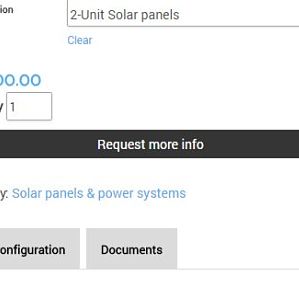 ion
2-Unit Solar panels
Clear
00.00
y 1
Request more info
y: Solar panels & power systems
onfiguration Documents